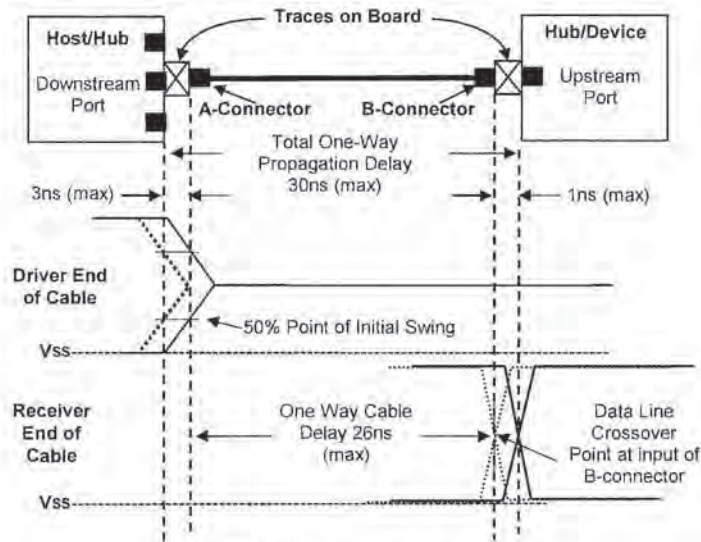 Traces on Board
Host/Hub
Hub/Device
Downstream
Port
Upstream
Port
A-Connector
B-Connector
Total One-Way
Propagation Delay
30ns (max)
3ns (max)
1ns (max)
Driver End
of Cable
50% Point of Initial Swing
Vss
Receiver
End of
Cable
One Way Cable
Delay 26ns
(max)
Data Line
Crossover
Point at input of
B-connector
Vss